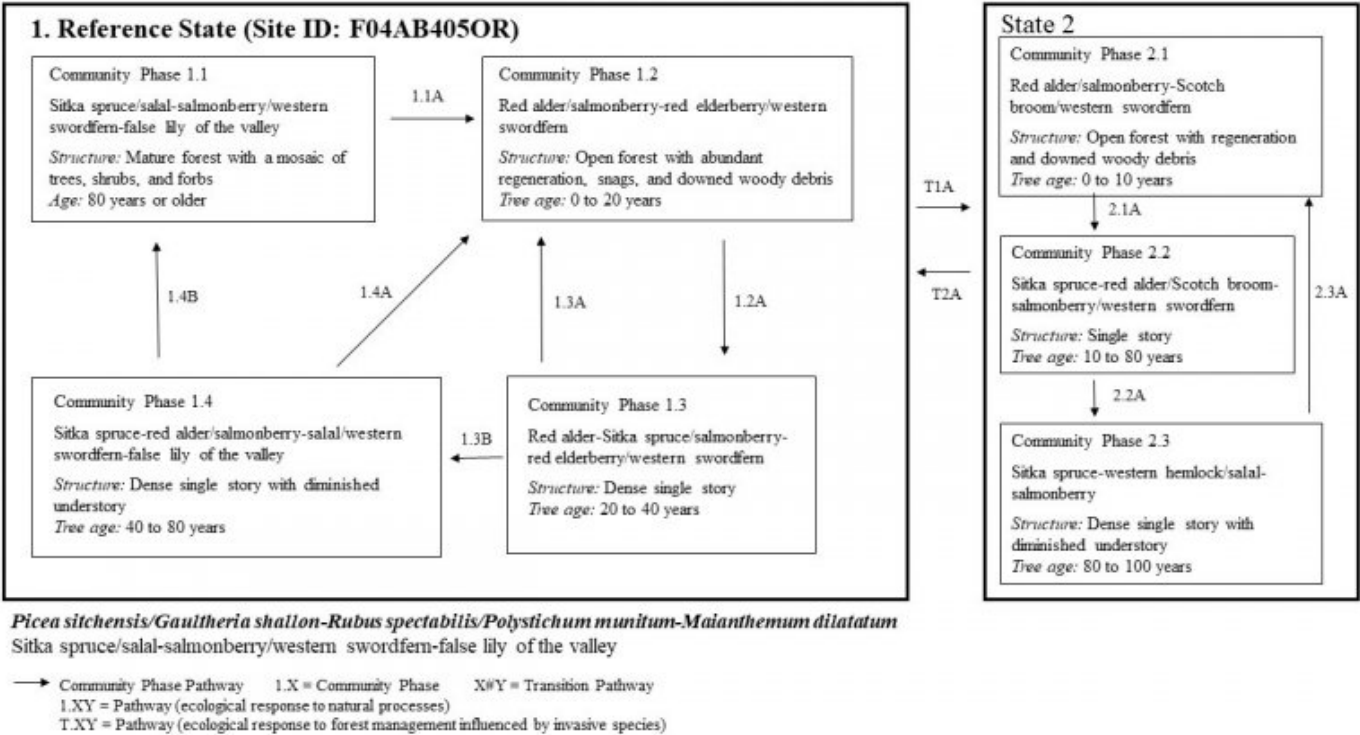 1. Reference State (Site ID: F04AB405OR)
Community Phase 1.1
Sitka spruce/salal-salmonberry/western
swordfern-false lily of the valley
Structure: Mature forest with a mosaic of
trees, shrubs, and forbs
Age: 80 years or older
1.1A
Community Phase 1.2
Red alder/salmonberry-red elderberry/western
swordfern
Structure: Open forest with abundant
regeneration, snags, and downed woody debris
Tree age: 0 to 20 years
1.4B
1.4A
1.3A
1.2A
Community Phase 1.4
Sitka spruce-red alder/salmonberry-salal/western
swordfern-false lily of the valley
Structure: Dense single story with diminished
understory
Tree age: 40 to 80 years
1.3B
Community Phase 1.3
Red alder-Sitka spruce/salmonberry-
red elderberry/western swordfern
Structure: Dense single story
Tree age: 20 to 40 years
T1A
T2A
State 2
Community Phase 2.1
Red alder/salmonberry-Scotch
broom/western swordfern
Structure: Open forest with regeneration
and downed woody debris
Tree age: 0 to 10 years
2.1A
Community Phase 2.2
Sitka spruce-red alder/Scotch broom-
salmonberry/western swordfern
Structure: Single story
Tree age: 10 to 80 years
2.3A
2.2A
Community Phase 2.3
Sitka spruce-western hemlock/salal-
salmonberry
Structure: Dense single story with
diminished understory
Tree age: 80 to 100 years
Picea sitchensis/Gaultheria shallon-Rubus spectabilis/Polystichum munitum-Maianthemum dilatatum
Sitka spruce/salal-salmonberry/western swordfern-false lily of the valley
Community Phase Pathway 1.X = Community Phase X#Y = Transition Pathway
1.XY = Pathway (ecological response to natural processes)
T.XY = Pathway (ecological response to forest management influenced by invasive species)